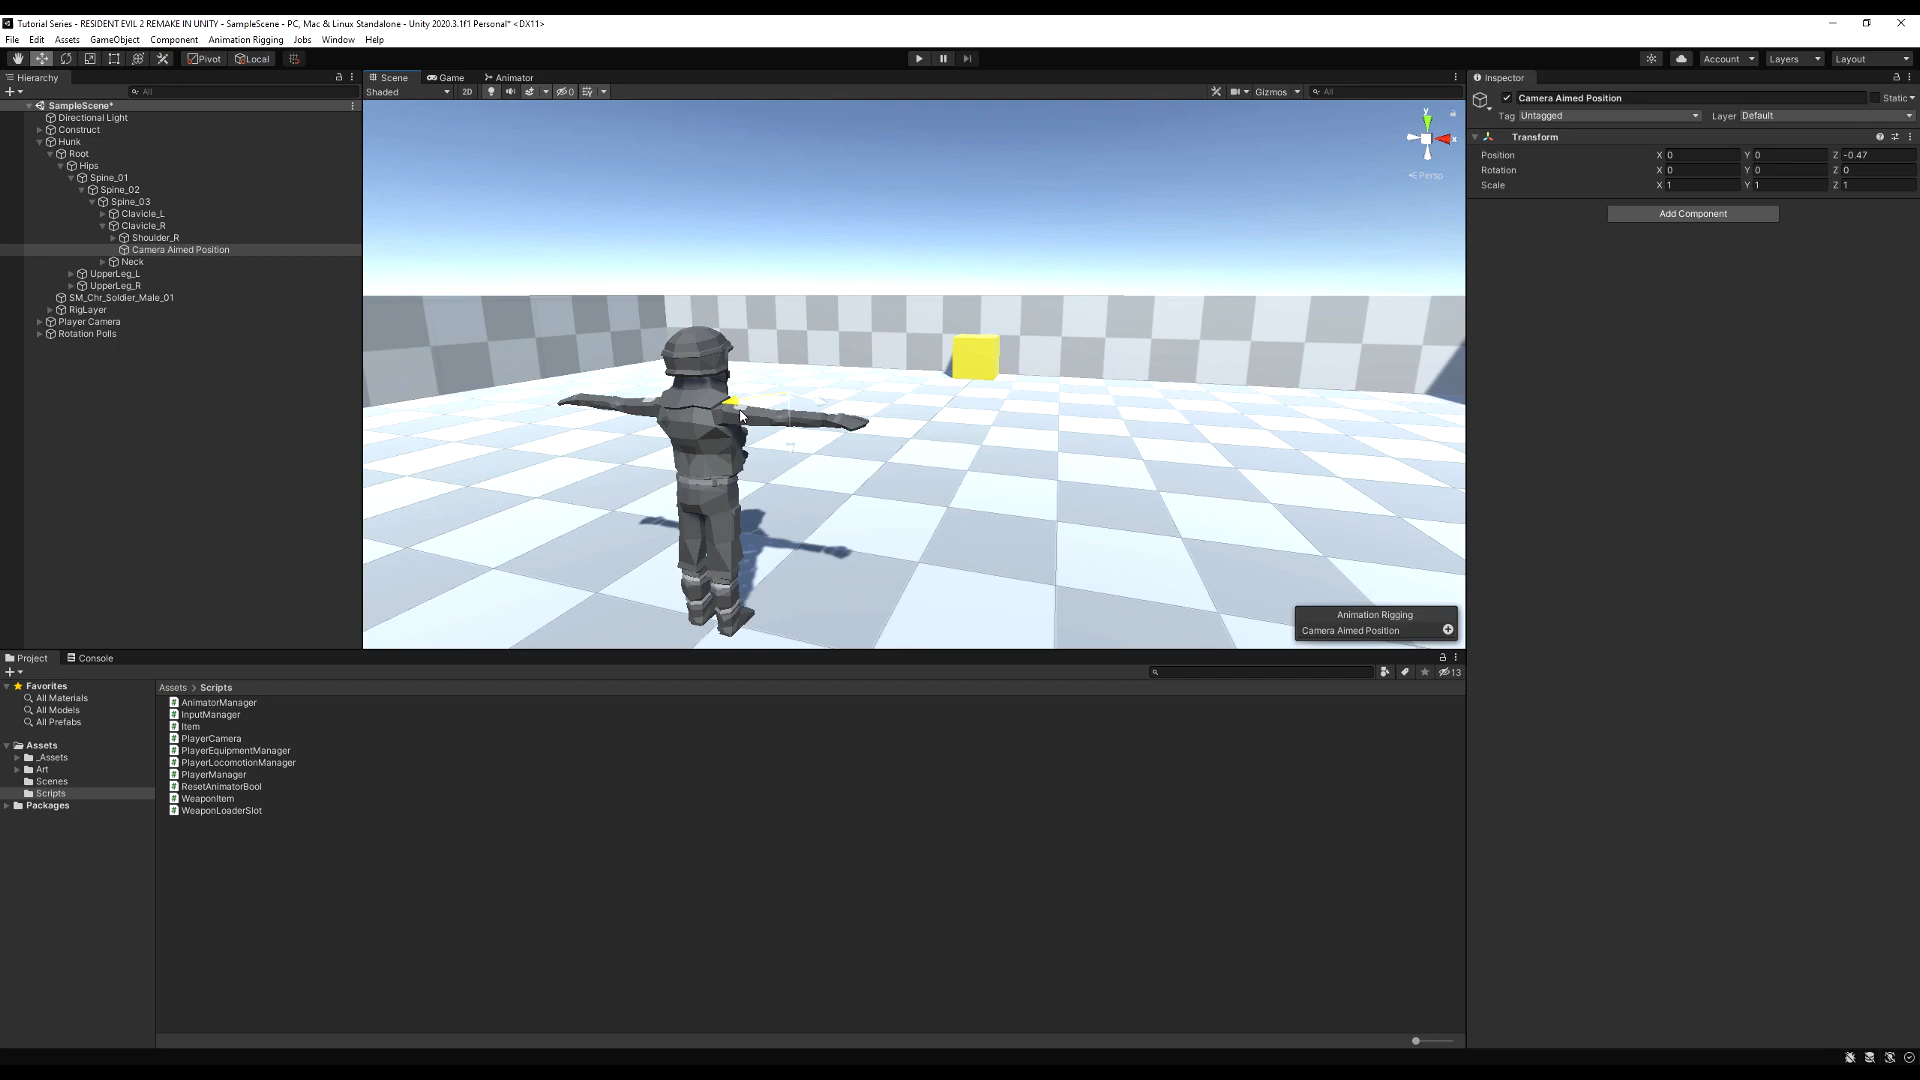 Tutorial Series - RESIDENT EVIL 2 REMAKE IN UNITY - SampleScene - PC, Mac & Linux Standalone - Unity 2020.3.1f1 Personal* <DX11>
File Edit Assets GameObject Component Animation Rigging Jobs Window Help
Pivot Local Account Layers Layout
Hierarchy
All
SampleScene*
Directional Light
Construct
Hunk
Root
Hips
Spine_01
Spine_02
Spine_03
Clavicle_L
Clavicle_R
Shoulder_R
Camera Aimed Position
Neck
UpperLeg_L
UpperLeg_R
SM_Chr_Soldier_Male_01
RigLayer
Player Camera
Rotation Polls
Scene Game Animator
Shaded 2D 0 Gizmos All
y
x
Persp
Animation Rigging
Camera Aimed Position
Inspector
Camera Aimed Position Static
Tag Untagged Layer Default
Transform
Position X 0 Y 0 Z -0.47
Rotation X 0 Y 0 Z 0
Scale X 1 Y 1 Z 1
Add Component
Project Console
13
Favorites
All Materials
All Models
All Prefabs
Assets
_Assets
Art
Scenes
Scripts
Packages
Assets > Scripts
AnimatorManager
InputManager
Item
PlayerCamera
PlayerEquipmentManager
PlayerLocomotionManager
PlayerManager
ResetAnimatorBool
WeaponItem
WeaponLoaderSlot